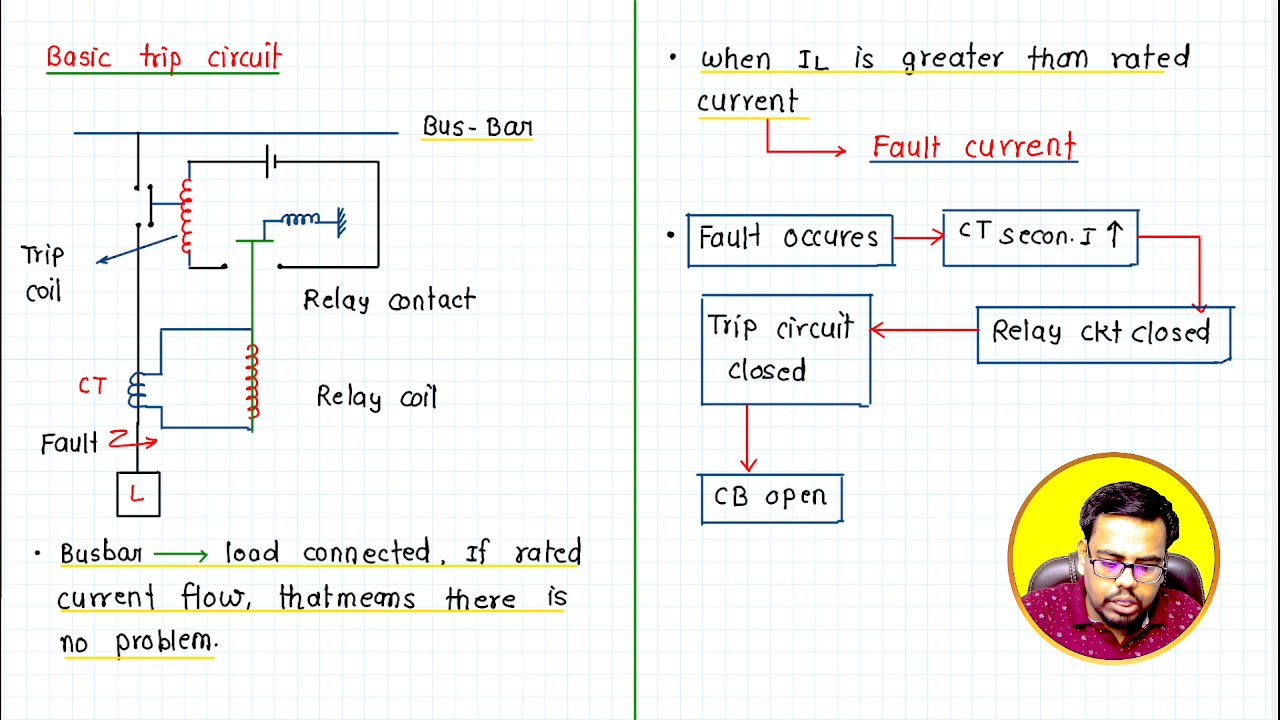 Basic trip circuit
Bus-Bar
Trip
coil
Relay contact
CT
Relay coil
Fault
L
• Busbar → load connected. If rated
current flow, that means there is
no problem.
• when IL is greater than rated
current
Fault current
• Fault occures
CT secon. I ↑
Relay ckt closed
Trip circuit
closed
CB open